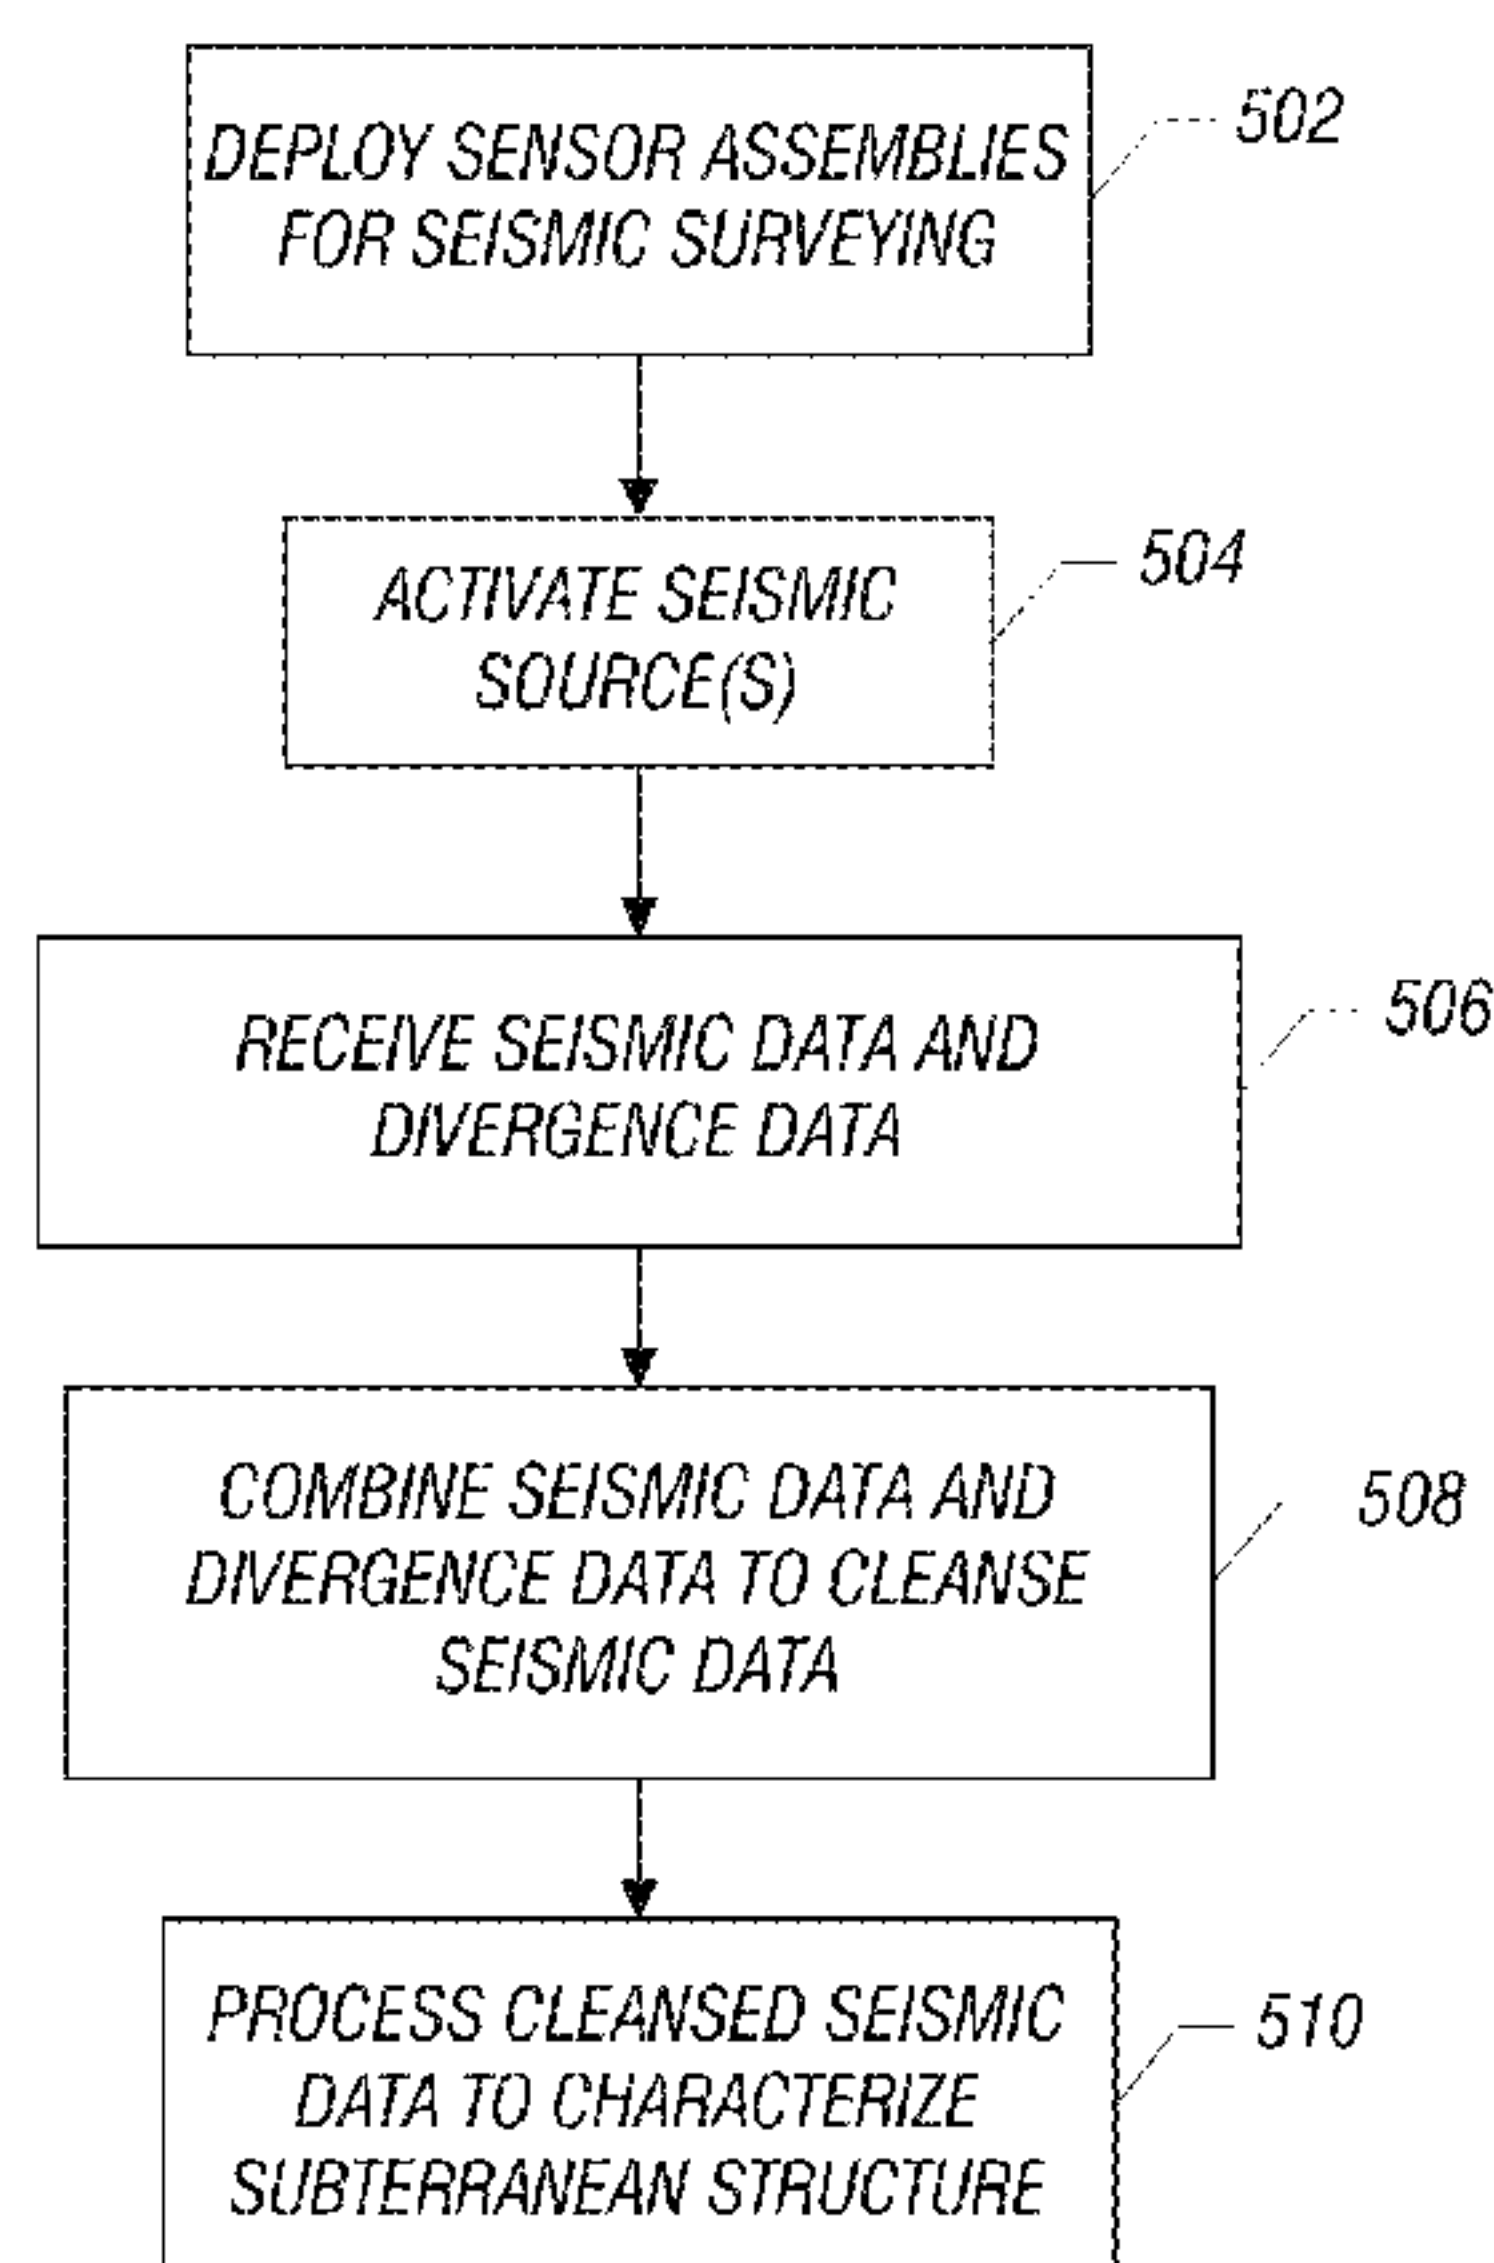 DEPLOY SENSOR ASSEMBLIES
FOR SEISMIC SURVEYING
502
ACTIVATE SEISMIC
SOURCE(S)
504
RECEIVE SEISMIC DATA AND
DIVERGENCE DATA
506
COMBINE SEISMIC DATA AND
DIVERGENCE DATA TO CLEANSE
SEISMIC DATA
508
PROCESS CLEANSED SEISMIC
DATA TO CHARACTERIZE
SUBTERRANEAN STRUCTURE
510